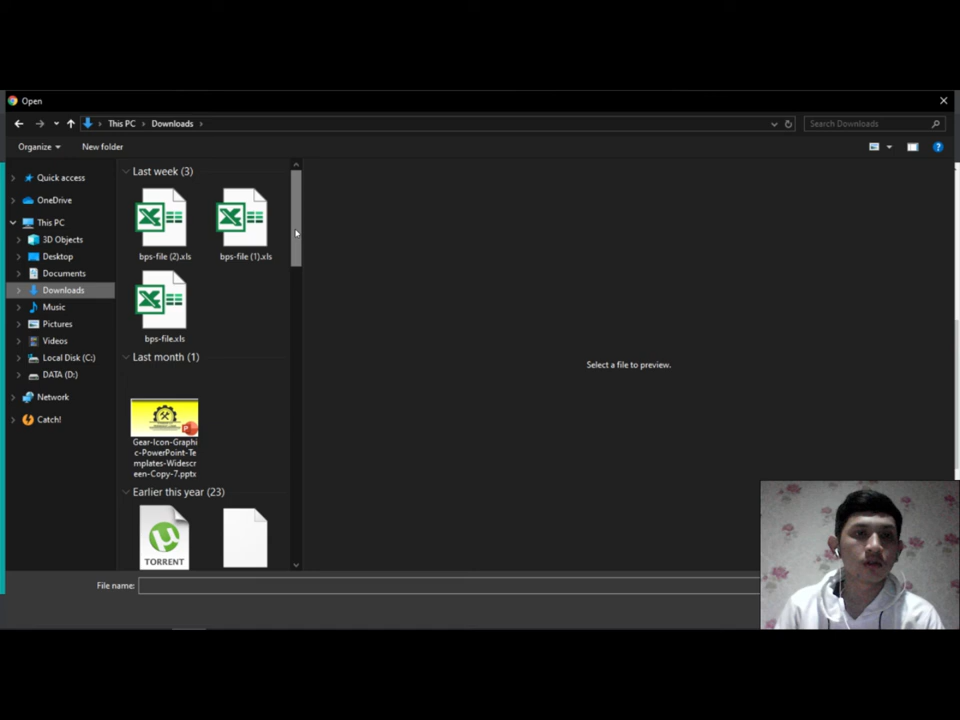 Open
This PC
Downloads
Search Downloads
Organize
New folder
Quick access
OneDrive
This PC
3D Objects
Desktop
Documents
Downloads
Music
Pictures
Videos
Local Disk (C:)
DATA (D:)
Network
Catch!
Last week (3)
bps-file (2).xls
bps-file (1).xls
bps-file.xls
Last month (1)
Gear-Icon-Graphi
c-PowerPoint-Te
mplates-Widescr
een-Copy-7.pptx
Earlier this year (23)
TORRENT
Select a file to preview.
File name: